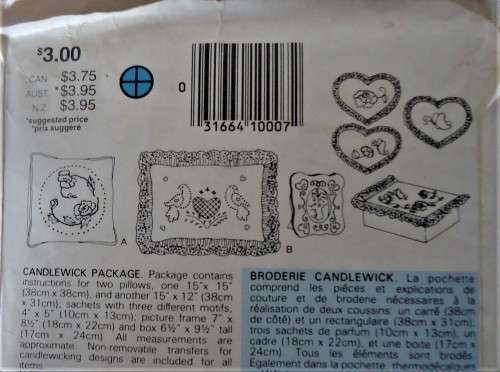 $3.00
CAN $3.75
AUST. *$3.95
N.Z. $3.95
*suggested price
*prix suggéré
0
31664 10007
A
B
CANDLEWICK PACKAGE. Package contains
instructions for two pillows, one 15"x 15"
(38cm x 38cm), and another 15" x 12" (38cm
x 31cm); sachets with three different motifs,
4" x 5" (10cm x 13cm); picture frame 7" x
8½" (18cm x 22cm) and box 6½" x 9½" tall
(17cm x 24cm). All measurements are
approximate. Non-removable transfers for
candlewicking designs are included for all
items
BRODERIE CANDLEWICK. La pochette
comprend les pièces et explications de
couture et de broderie nécessaires à la
réalisation de deux coussins: un carré (38cm
de côté) et un rectangulaire (38cm x 31cm);
trois sachets de parfum (10cm x 13cm), un
cadre (18cm x 22cm), et une boite (17cm x
24cm) Tous les éléments sont brodés.
Egalement dans la pochette: thermodécalques